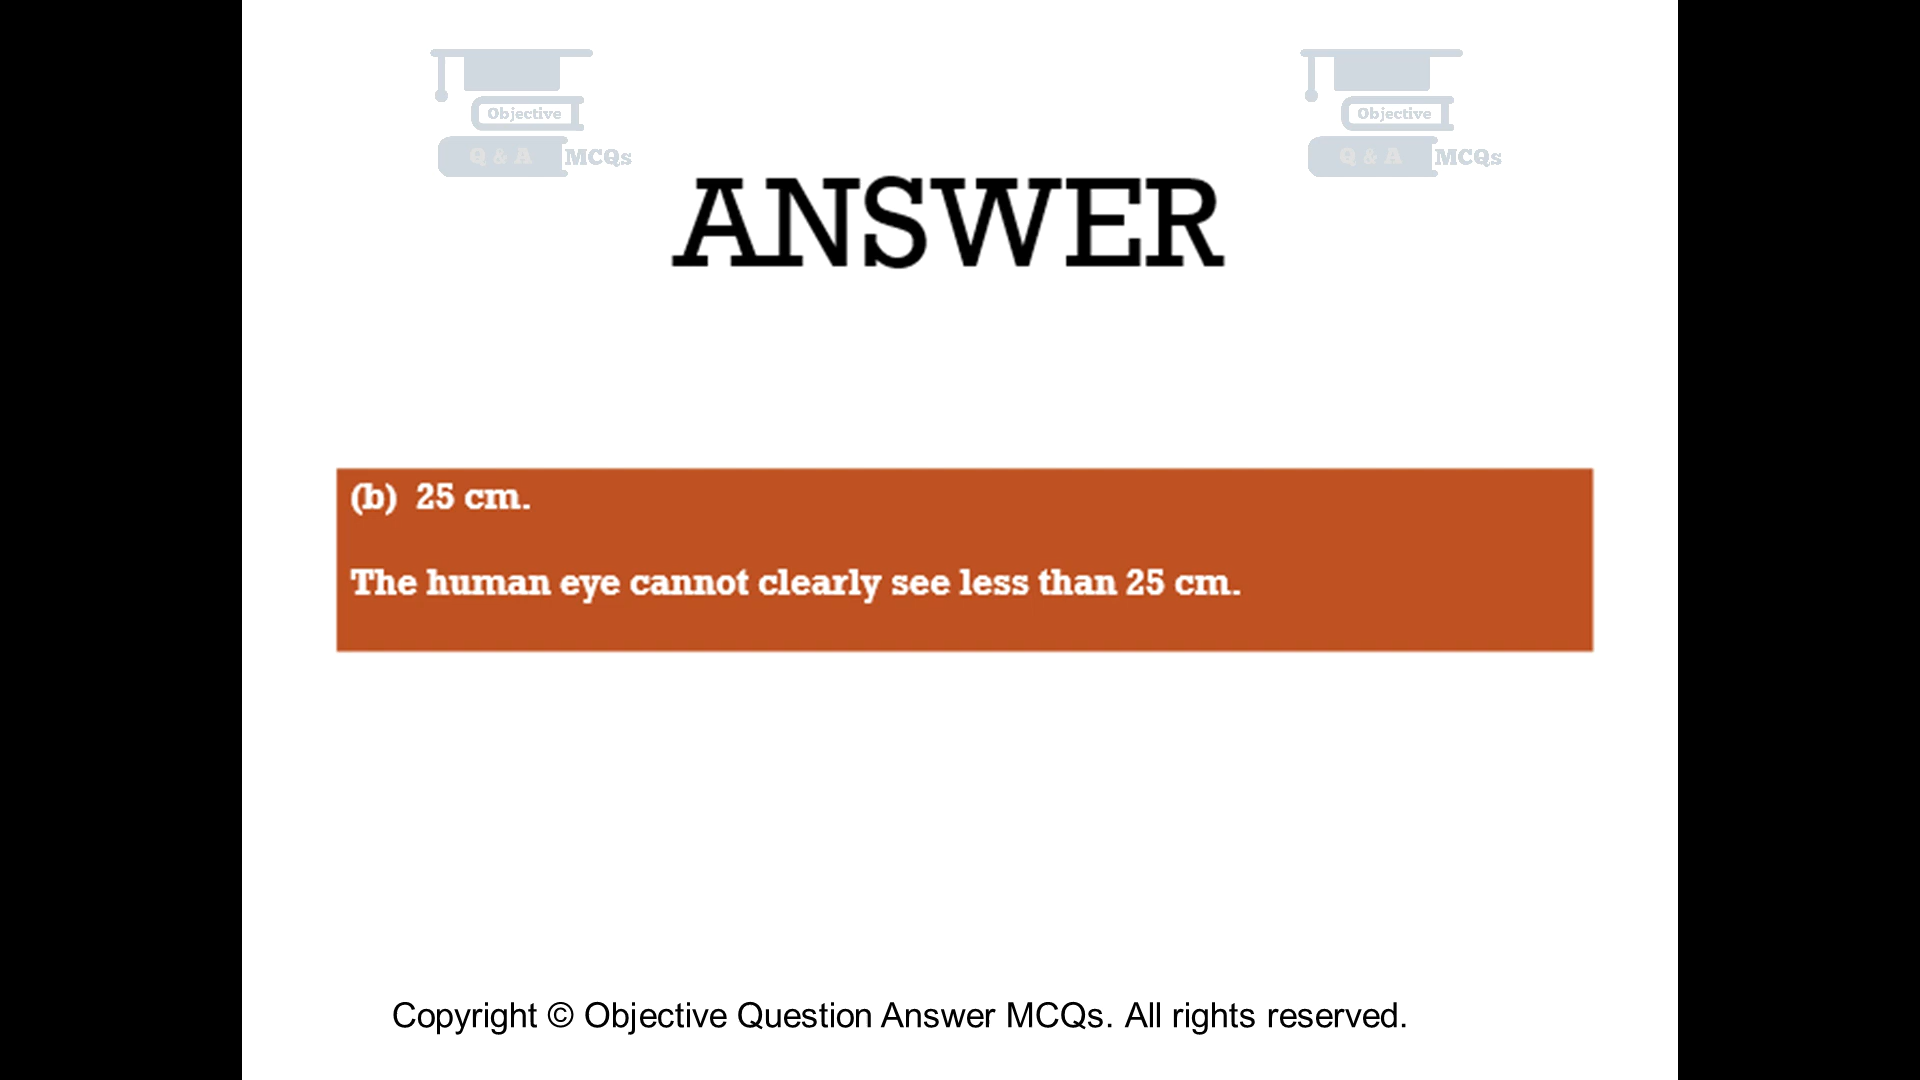 Objective
Q & A MCQs
Objective
Q & A MCQs
ANSWER
(b) 25 cm.
The human eye cannot clearly see less than 25 cm.
Copyright © Objective Question Answer MCQs. All rights reserved.